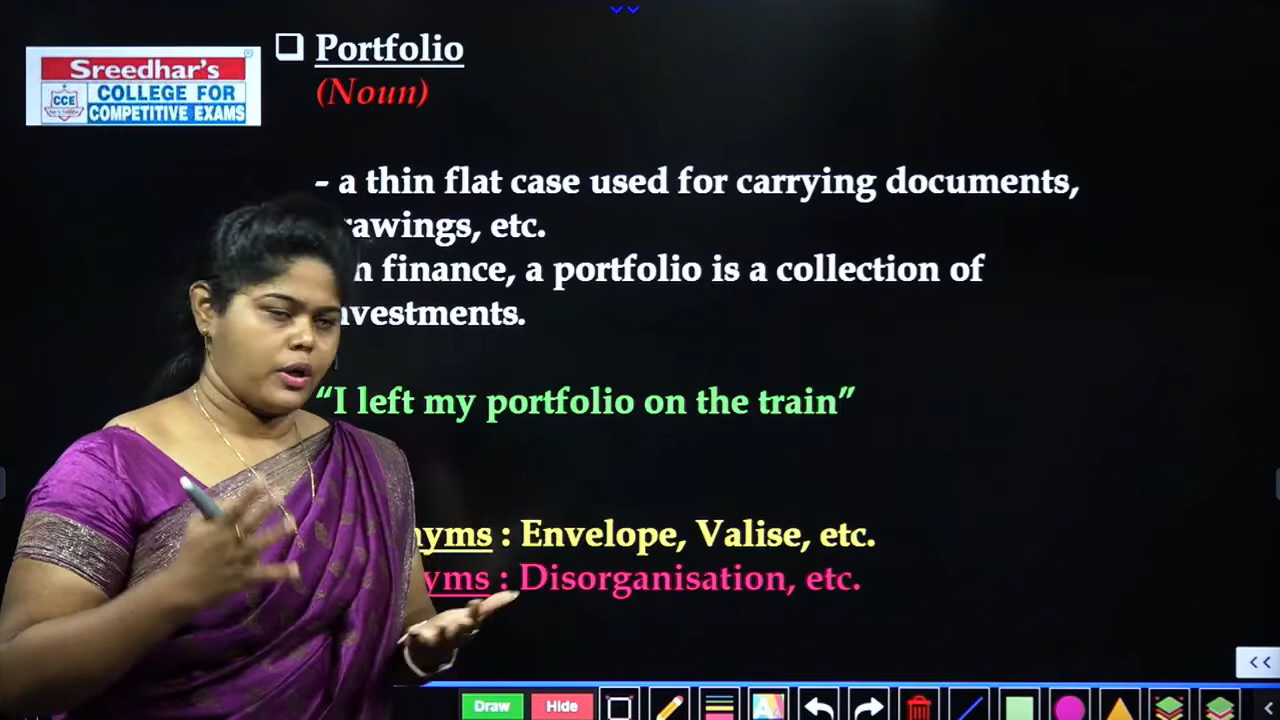 Portfolio
(Noun)
Sreedhar's
CCE
COLLEGE FOR
COMPETITIVE EXAMS
- a thin flat case used for carrying documents,
rawings, etc.
n finance, a portfolio is a collection of
nvestments.
“I left my portfolio on the train”
nyms : Envelope, Valise, etc.
yms : Disorganisation, etc.
Draw
Hide